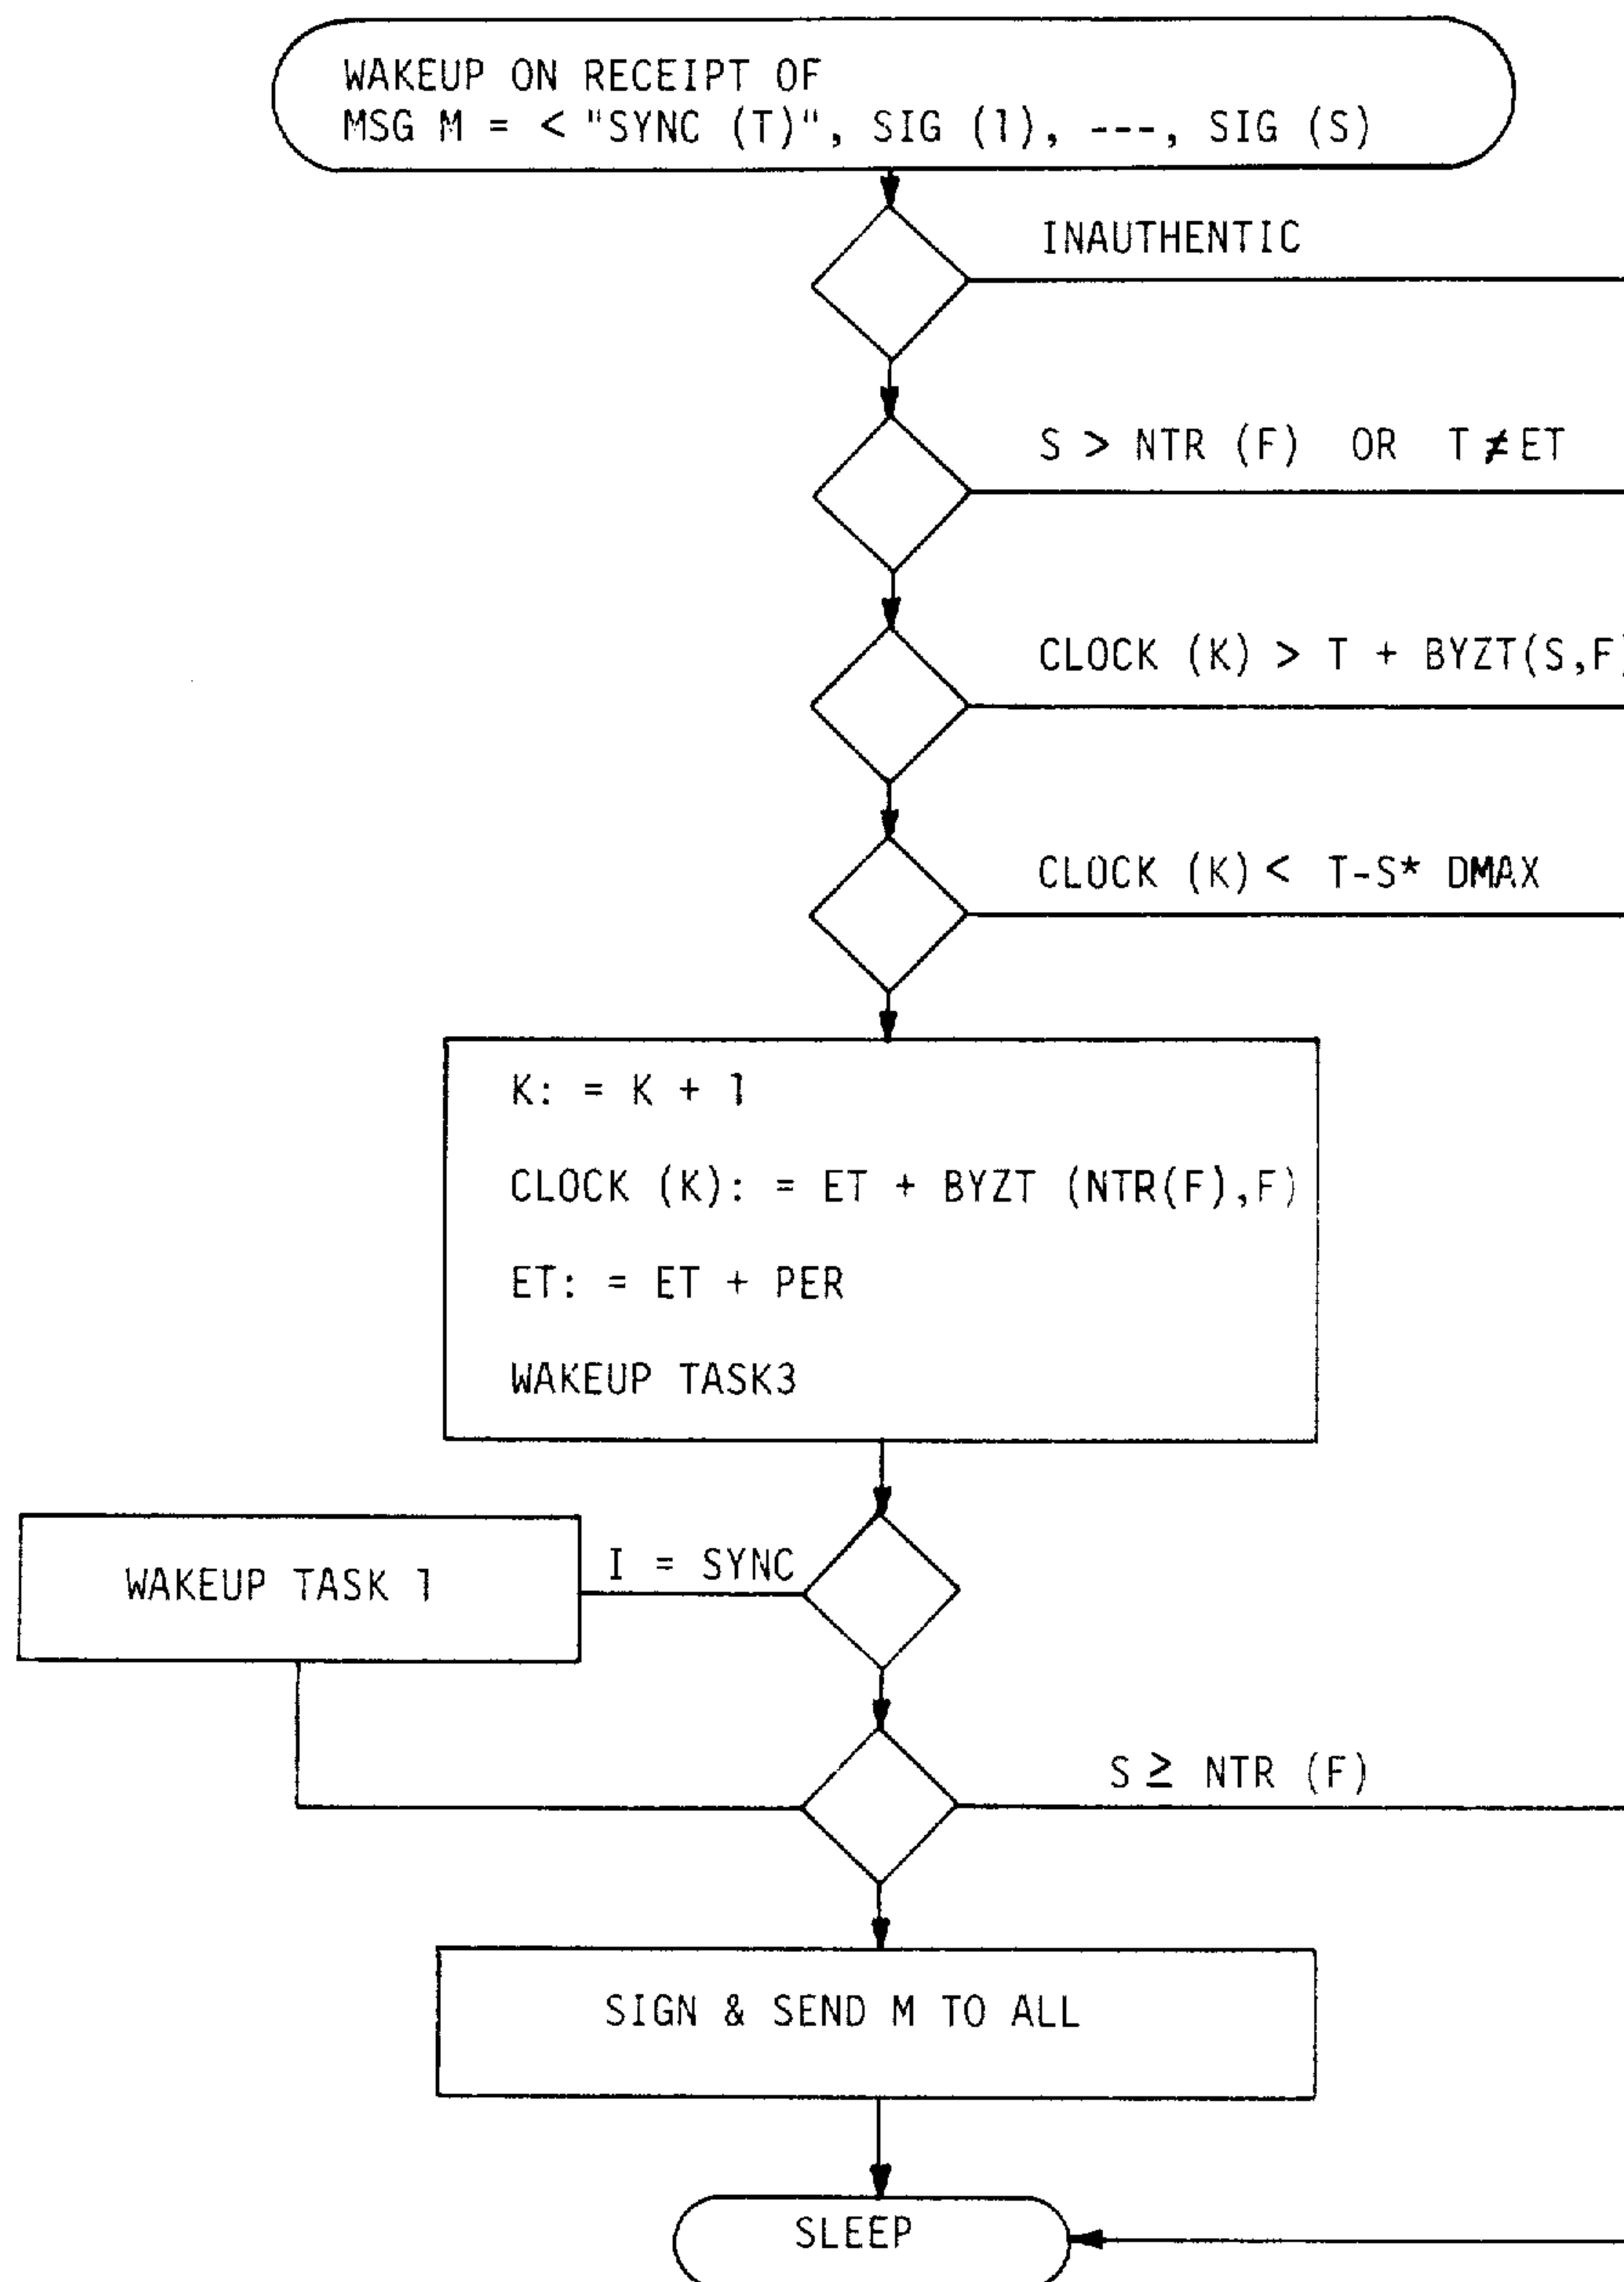 WAKEUP ON RECEIPT OF
MSG M = < "SYNC (T)", SIG (1), ---, SIG (S)
INAUTHENTIC
S > NTR (F) OR T ≠ ET
CLOCK (K) > T + BYZT(S,F)
CLOCK (K) < T-S* DMAX
K: = K + 1
CLOCK (K): = ET + BYZT (NTR(F),F)
ET: = ET + PER
WAKEUP TASK3
I = SYNC
WAKEUP TASK 1
S ≥ NTR (F)
SIGN & SEND M TO ALL
SLEEP